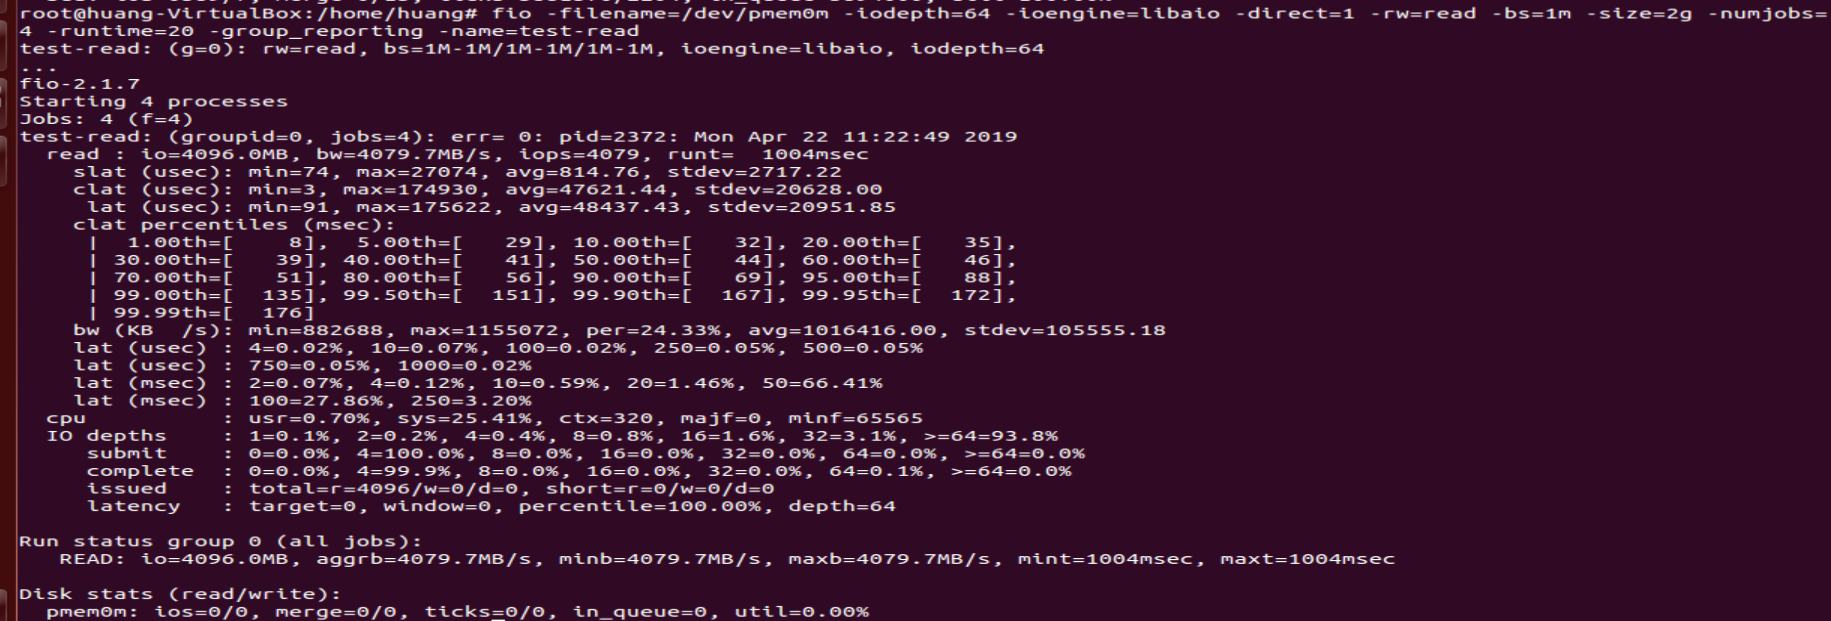 root@huang-VirtualBox:/home/huang# fio -filename=/dev/pmem0m -iodepth=64 -ioengine=libaio -direct=1 -rw=read -bs=1m -size=2g -numjobs=
4 -runtime=20 -group_reporting -name=test-read
test-read: (g=0): rw=read, bs=1M-1M/1M-1M/1M-1M, ioengine=libaio, iodepth=64
...
fio-2.1.7
Starting 4 processes
Jobs: 4 (f=4)
test-read: (groupid=0, jobs=4): err= 0: pid=2372: Mon Apr 22 11:22:49 2019
  read : io=4096.0MB, bw=4079.7MB/s, iops=4079, runt=  1004msec
    slat (usec): min=74, max=27074, avg=814.76, stdev=2717.22
    clat (usec): min=3, max=174930, avg=47621.44, stdev=20628.00
     lat (usec): min=91, max=175622, avg=48437.43, stdev=20951.85
    clat percentiles (msec):
     |  1.00th=[    8],  5.00th=[   29], 10.00th=[   32], 20.00th=[   35],
     | 30.00th=[   39], 40.00th=[   41], 50.00th=[   44], 60.00th=[   46],
     | 70.00th=[   51], 80.00th=[   56], 90.00th=[   69], 95.00th=[   88],
     | 99.00th=[  135], 99.50th=[  151], 99.90th=[  167], 99.95th=[  172],
     | 99.99th=[  176]
    bw (KB  /s): min=882688, max=1155072, per=24.33%, avg=1016416.00, stdev=105555.18
    lat (usec) : 4=0.02%, 10=0.07%, 100=0.02%, 250=0.05%, 500=0.05%
    lat (usec) : 750=0.05%, 1000=0.02%
    lat (msec) : 2=0.07%, 4=0.12%, 10=0.59%, 20=1.46%, 50=66.41%
    lat (msec) : 100=27.86%, 250=3.20%
  cpu          : usr=0.70%, sys=25.41%, ctx=320, majf=0, minf=65565
  IO depths    : 1=0.1%, 2=0.2%, 4=0.4%, 8=0.8%, 16=1.6%, 32=3.1%, >=64=93.8%
     submit    : 0=0.0%, 4=100.0%, 8=0.0%, 16=0.0%, 32=0.0%, 64=0.0%, >=64=0.0%
     complete  : 0=0.0%, 4=99.9%, 8=0.0%, 16=0.0%, 32=0.0%, 64=0.1%, >=64=0.0%
     issued    : total=r=4096/w=0/d=0, short=r=0/w=0/d=0
     latency   : target=0, window=0, percentile=100.00%, depth=64
Run status group 0 (all jobs):
   READ: io=4096.0MB, aggrb=4079.7MB/s, minb=4079.7MB/s, maxb=4079.7MB/s, mint=1004msec, maxt=1004msec
Disk stats (read/write):
  pmem0m: ios=0/0, merge=0/0, ticks=0/0, in_queue=0, util=0.00%